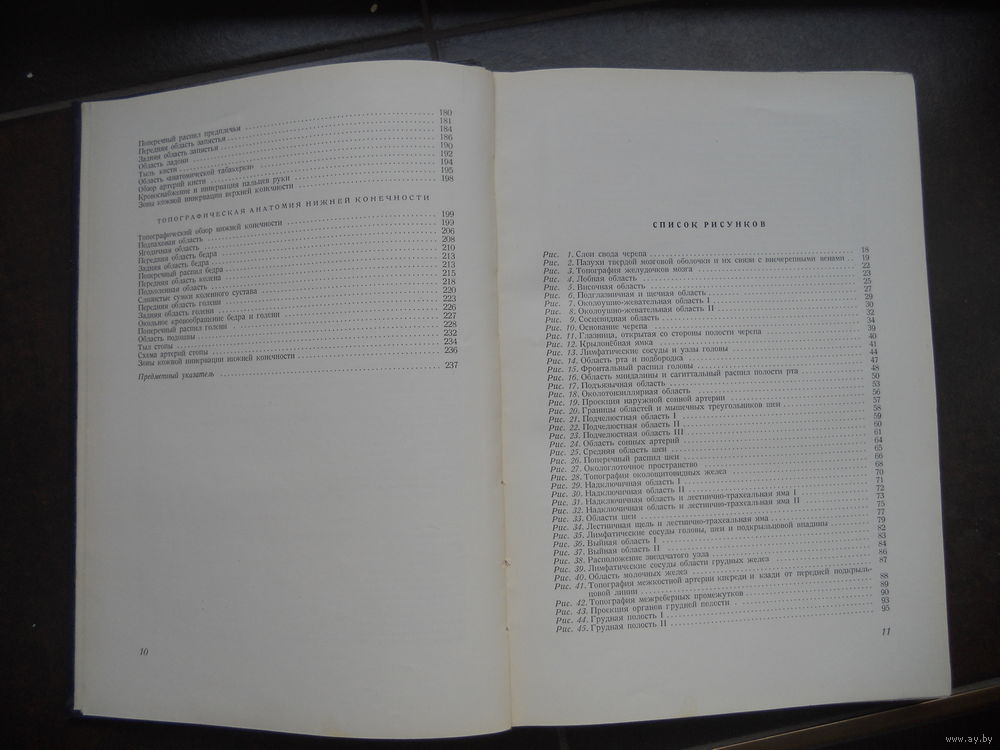 Поперечный распил предплечья 180
Передняя область запястья 181
Задняя область запястья 184
Область ладони 186
Тыль кисти 190
Область «анатомической табакерки» 192
Обзор артерий кисти 194
Кровоснабжение и иннервация пальцев руки 195
Зоны кожной иннервации верхней конечности 198
ТОПОГРАФИЧЕСКАЯ АНАТОМИЯ НИЖНЕЙ КОНЕЧНОСТИ
Топографический обзор нижней конечности 199
Подпаховая область 199
Ягодичная область 206
Передняя область бедра 208
Задняя область бедра 210
Поперечный распил бедра 213
Передняя область колена 213
Подколенная область 215
Слизистые сумки коленного сустава 218
Передняя область голени 220
Задняя область голени 223
Окольное кровообращение бедра и голени 226
Поперечный распил голени 227
Область подошвы 228
Тыл стопы 232
Схема артерий стопы 234
Зоны кожной иннервации нижней конечности 236
Предметный указатель 237
10
СПИСОК РИСУНКОВ
Рис. 1. Слои свода черепа 18
Рис. 2. Пазухи твердой мозговой оболочки и их связи с внечерепными венами 19
Рис. 3. Топография желудочков мозга 22
Рис. 4. Лобная область 23
Рис. 5. Височная область 25
Рис. 6. Подглазничная и щечная область 27
Рис. 7. Околоушно-жевательная область I 29
Рис. 8. Околоушно-жевательная область II 30
Рис. 9. Сосцевидная область 32
Рис. 10. Основание черепа 34
Рис. 11. Глазница, открытая со стороны полости черепа 39
Рис. 12. Крылонёбная ямка 40
Рис. 13. Лимфатические сосуды и узлы головы 41
Рис. 14. Область рта и подбородка 44
Рис. 15. Фронтальный распил головы 47
Рис. 16. Область миндалины и сагиттальный распил полости рта 48
Рис. 17. Подъязычная область 50
Рис. 18. Околотонзиллярная область 53
Рис. 19. Проекция наружной сонной артерии 56
Рис. 20. Границы областей и мышечных треугольников шеи 57
Рис. 21. Подчелюстная область I 58
Рис. 22. Подчелюстная область II 59
Рис. 23. Подчелюстная область III 60
Рис. 24. Область сонных артерий 61
Рис. 25. Средняя область шеи 64
Рис. 26. Поперечный распил шеи 65
Рис. 27. Окологлоточное пространство 66
Рис. 28. Топография околощитовидных желез 68
Рис. 29. Надключичная область I 70
Рис. 30. Надключичная область II 71
Рис. 31. Надключичная область и лестнично-трахеальная яма I 72
Рис. 32. Надключичная область и лестнично-трахеальная яма II 73
Рис. 33. Области шеи 75
Рис. 34. Лестничная щель и лестнично-трахеальная яма 77
Рис. 35. Лимфатические сосуды головы, шеи и подкрыльцовой впадины 79
Рис. 36. Выйная область I 82
Рис. 37. Выйная область II 83
Рис. 38. Расположение звездчатого узла 84
Рис. 39. Лимфатические сосуды области грудных желез 86
Рис. 40. Область молочных желез 87
Рис. 41. Топография межкостной артерии кпереди и кзади от передней подкрыль-
цовой линии 88
Рис. 42. Топография межреберных промежутков 89
Рис. 43. Проекция органов грудной полости 90
Рис. 44. Грудная полость I 93
Рис. 45. Грудная полость II 95
11
www.ay.by